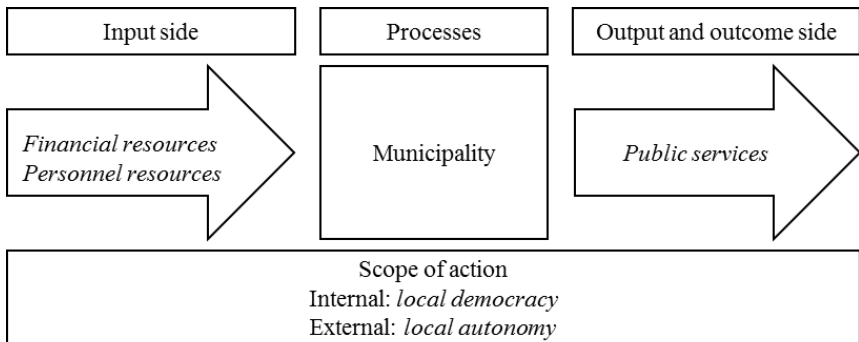 Input side
Processes
Output and outcome side
Financial resources
Personnel resources
Municipality
Public services
Scope of action
Internal: local democracy
External: local autonomy